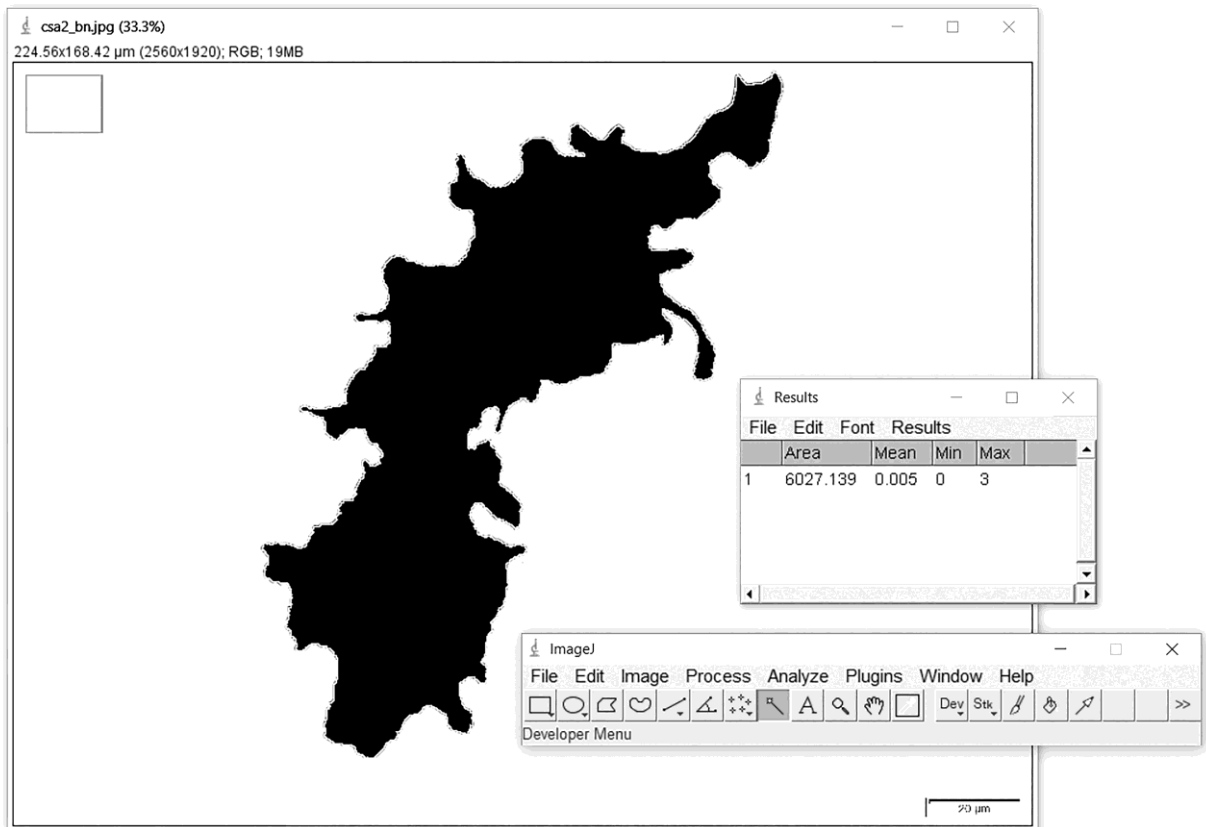 csa2_bn.jpg (33.3%)
224.56x168.42 µm (2560x1920); RGB; 19MB
Results
File Edit Font Results
Area Mean Min Max
1 6027.139 0.005 0 3
ImageJ
File Edit Image Process Analyze Plugins Window Help
A Dev Stk >>
Developer Menu
20 µm